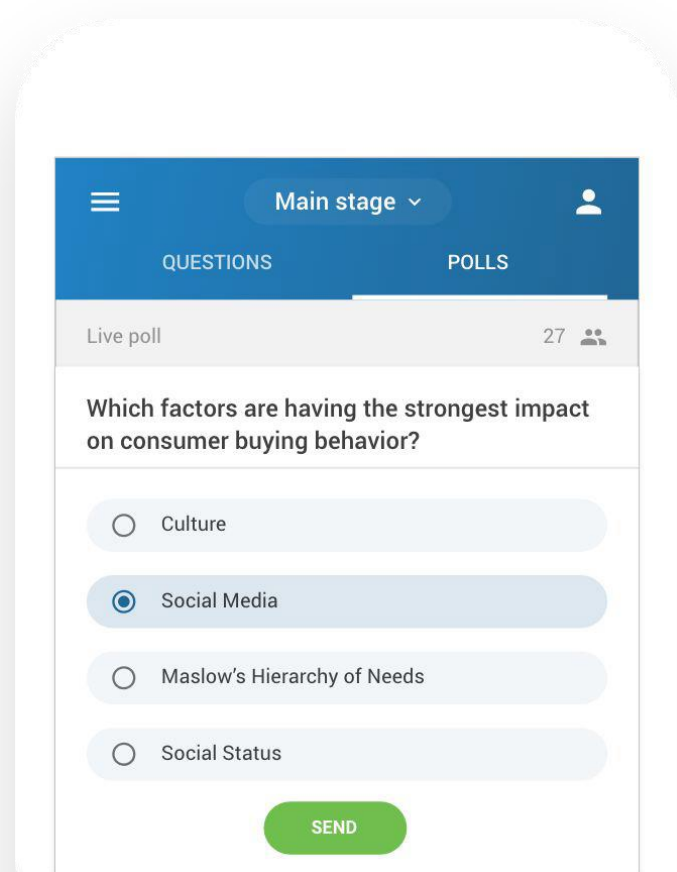 Main stage
QUESTIONS POLLS
Live poll 27
Which factors are having the strongest impact
on consumer buying behavior?
Culture
Social Media
Maslow's Hierarchy of Needs
Social Status
SEND